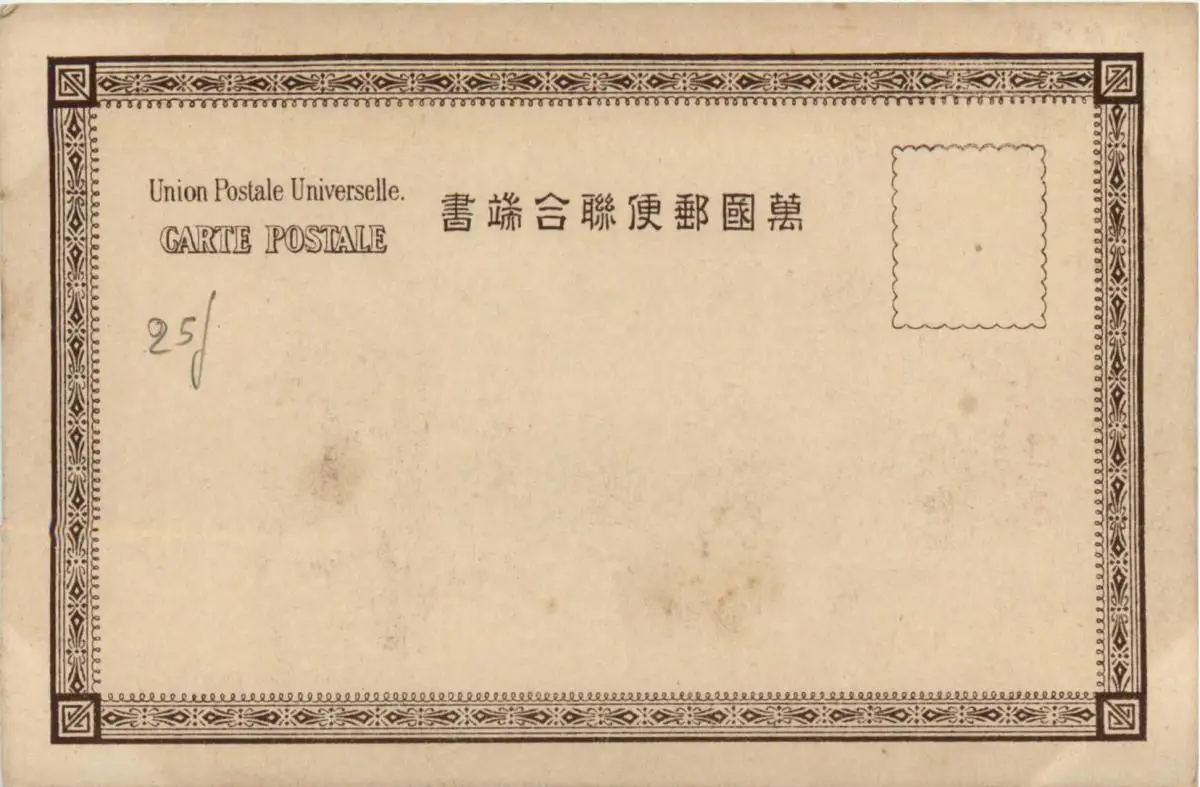 Union Postale Universelle.
CARTE POSTALE
萬國郵便聯合端書
25